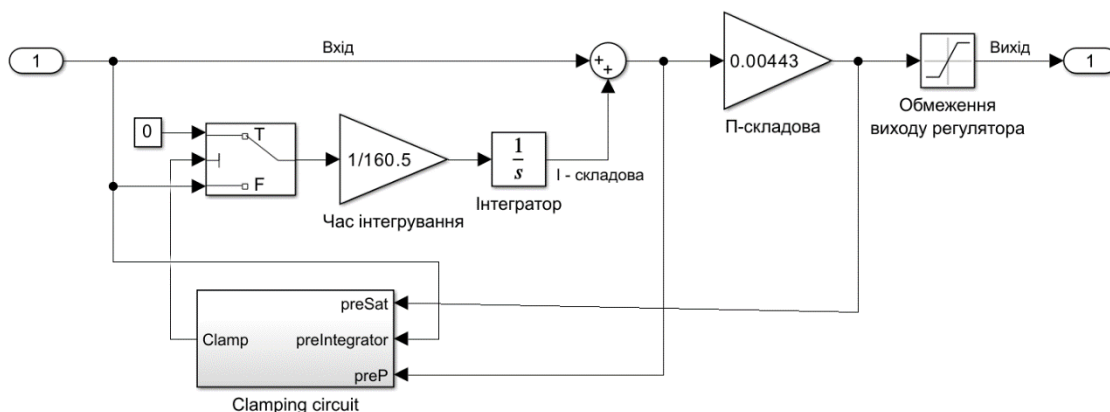 Вхід
1
+
+
0.00443
П-складова
Вихід
1
Обмеження
виходу регулятора
0
T
F
1/160.5
Час інтегрування
1
s
Інтегратор
I - складова
preSat
Clamp
preIntegrator
preP
Clamping circuit